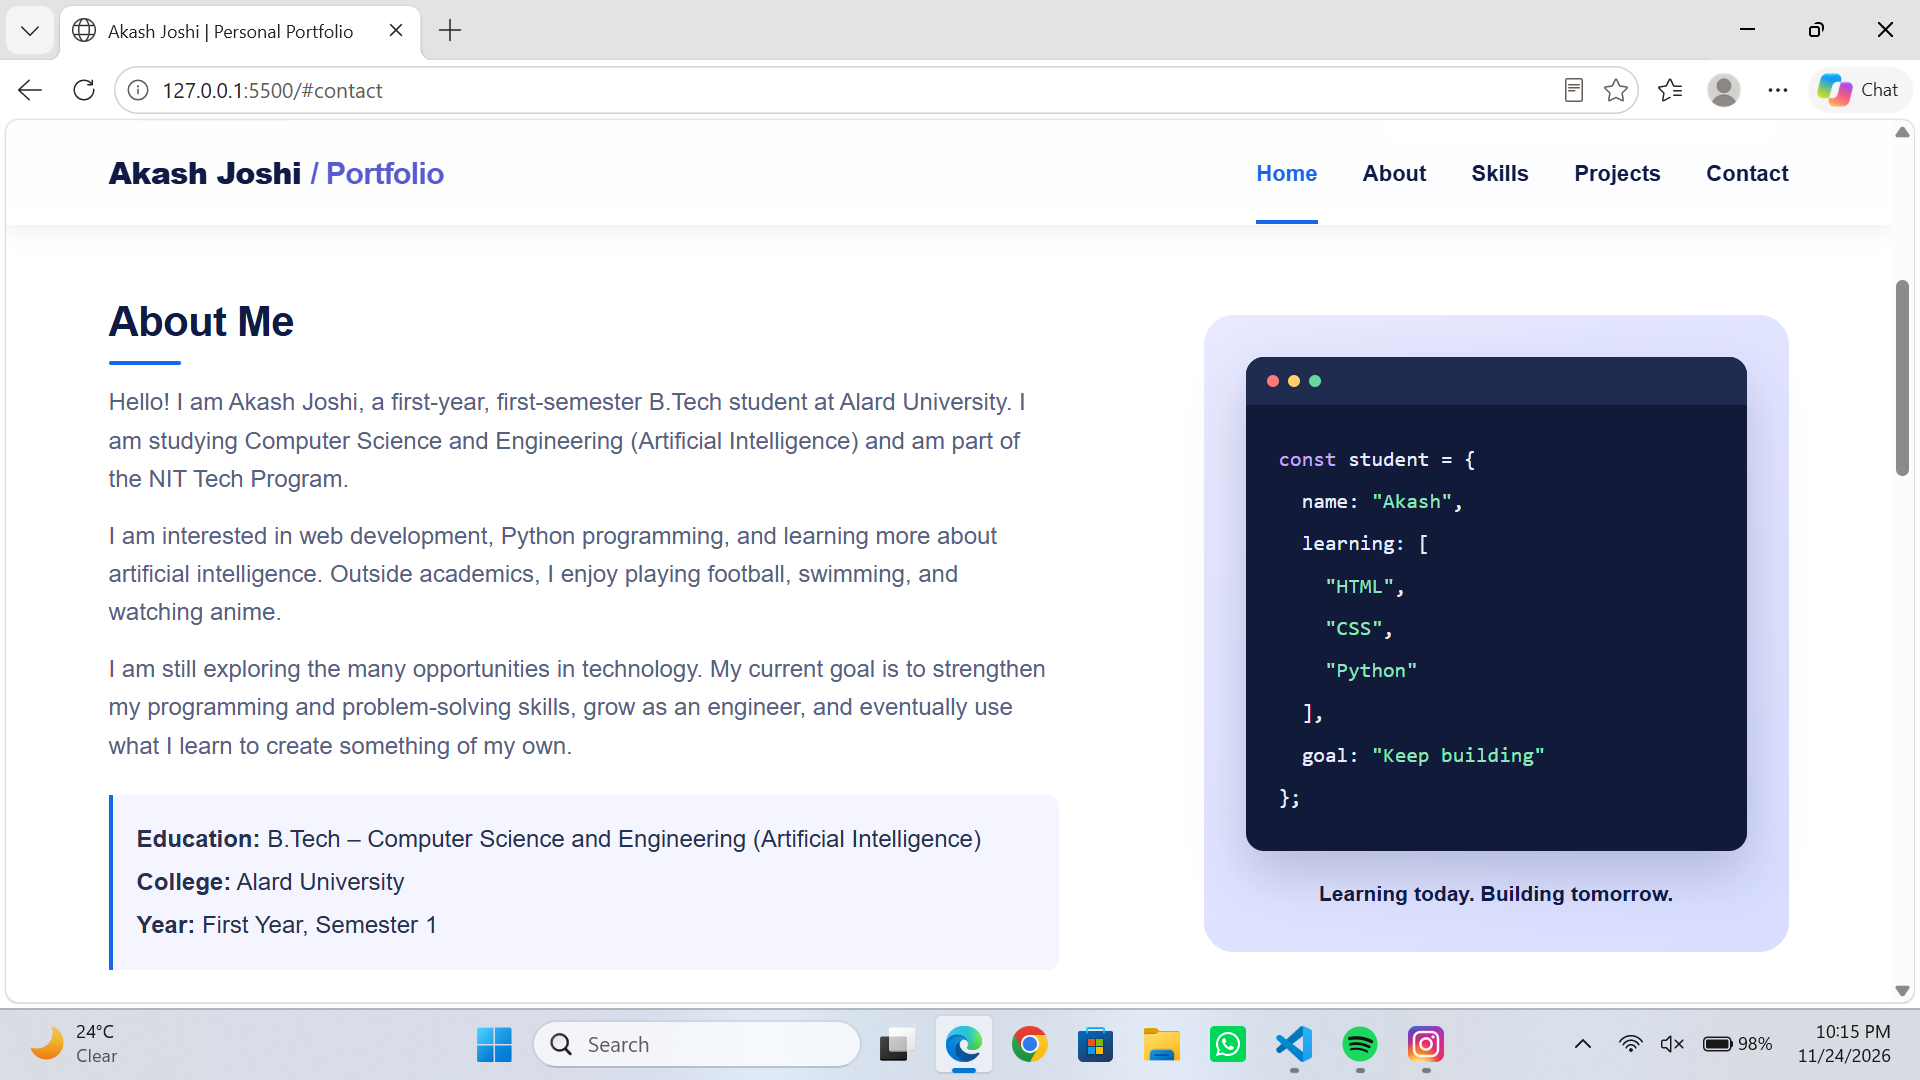 Akash Joshi | Personal Portfolio
127.0.0.1:5500/#contact
Chat
Akash Joshi / Portfolio
Home
About
Skills
Projects
Contact
About Me
Hello! I am Akash Joshi, a first-year, first-semester B.Tech student at Alard University. I
am studying Computer Science and Engineering (Artificial Intelligence) and am part of
the NIT Tech Program.
I am interested in web development, Python programming, and learning more about
artificial intelligence. Outside academics, I enjoy playing football, swimming, and
watching anime.
I am still exploring the many opportunities in technology. My current goal is to strengthen
my programming and problem-solving skills, grow as an engineer, and eventually use
what I learn to create something of my own.
Education: B.Tech – Computer Science and Engineering (Artificial Intelligence)
College: Alard University
Year: First Year, Semester 1
const student = {
name: "Akash",
learning: [
"HTML",
"CSS",
"Python"
],
goal: "Keep building"
};
Learning today. Building tomorrow.
24°C
Clear
Search
98%
10:15 PM
11/24/2026